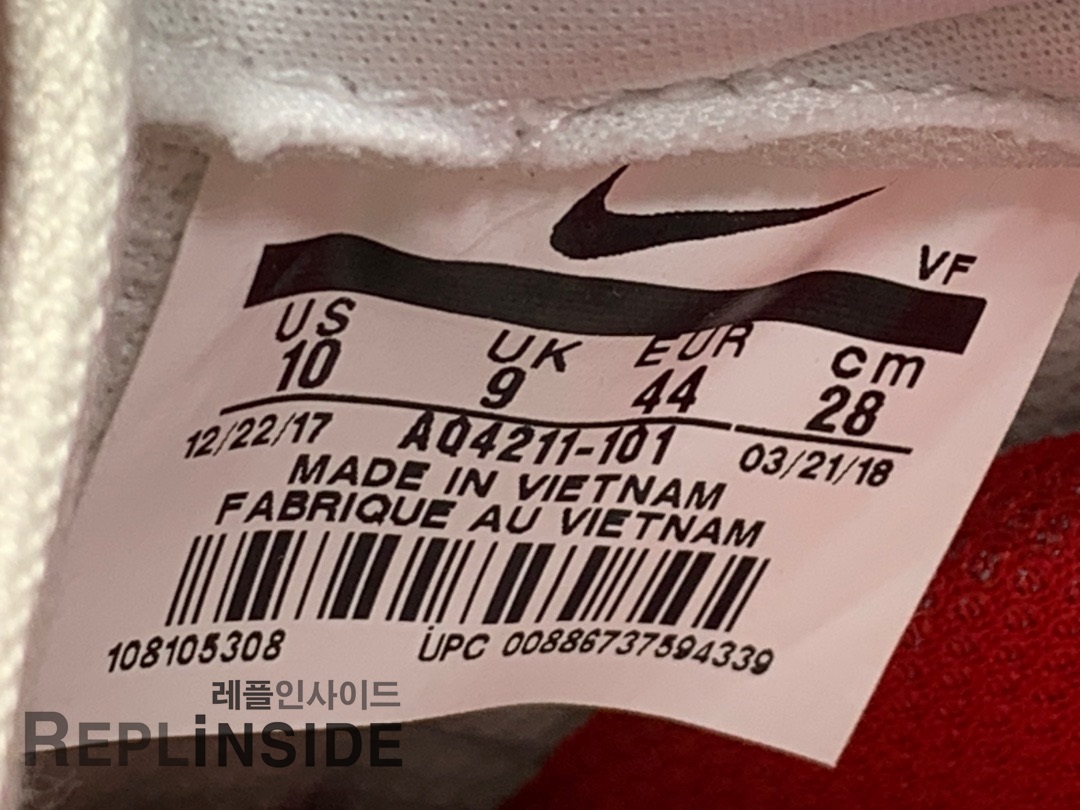 VF
US UK EUR cm
10 9 44 28
12/22/17 AQ4211-101 03/21/18
MADE IN VIETNAM
FABRIQUE AU VIETNAM
108105308 UPC 00886737594339
레플인사이드
REPLiNSIDE